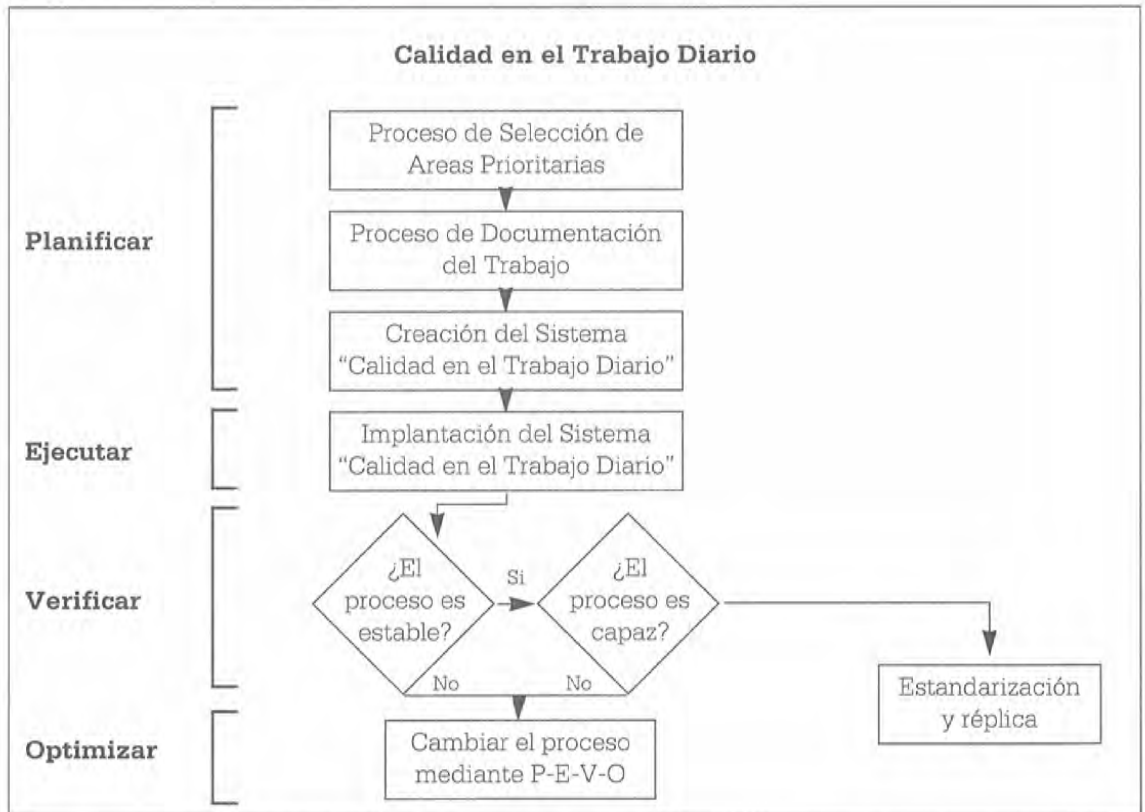 Calidad en el Trabajo Diario
Planificar
Proceso de Selección de
Areas Prioritarias
Proceso de Documentación
del Trabajo
Creación del Sistema
"Calidad en el Trabajo Diario"
Ejecutar
Implantación del Sistema
"Calidad en el Trabajo Diario"
Verificar
¿El
proceso es
estable?
Si
¿El
proceso es
capaz?
No
No
Estandarización
y réplica
Optimizar
Cambiar el proceso
mediante P-E-V-O